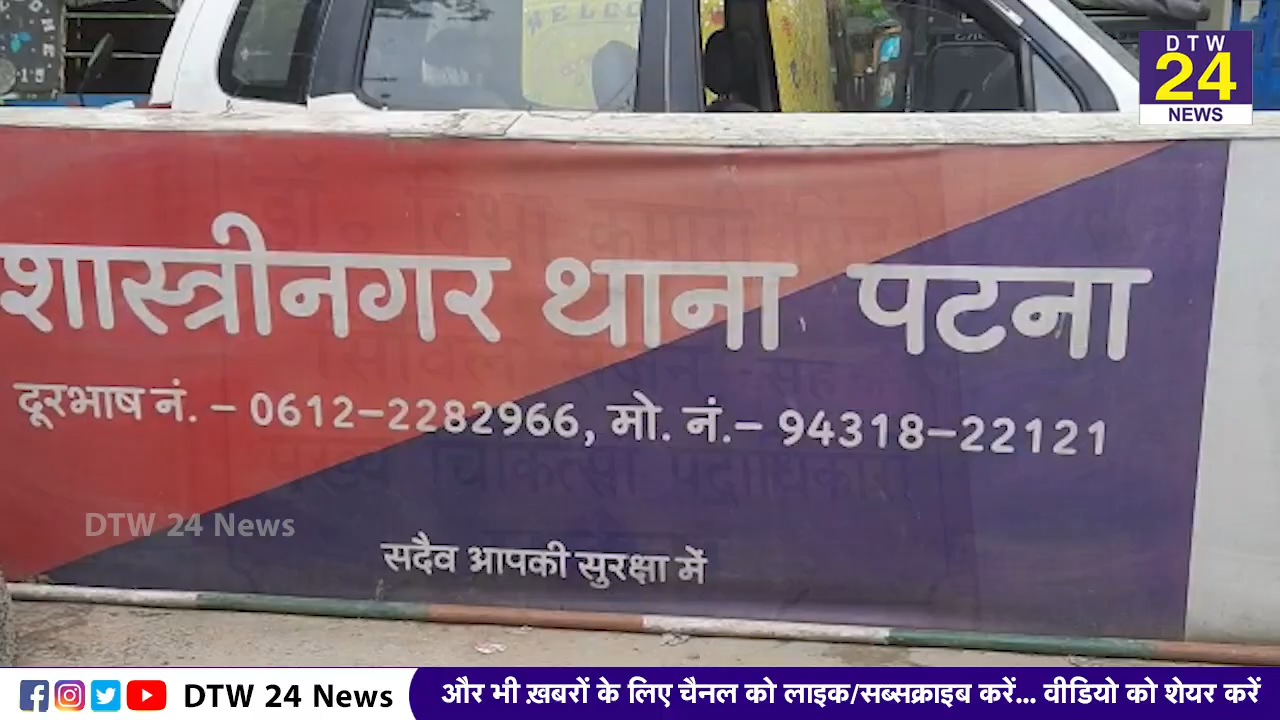 WELCO
DTW
24
NEWS
शास्त्रीनगर थाना पटना
दूरभाष नं. – 0612–2282966, मो. नं.– 94318–22121
DTW 24 News
सदैव आपकी सुरक्षा में
DTW 24 News
और भी ख़बरों के लिए चैनल को लाइक/सब्सक्राइब करें... वीडियो को शेयर करें